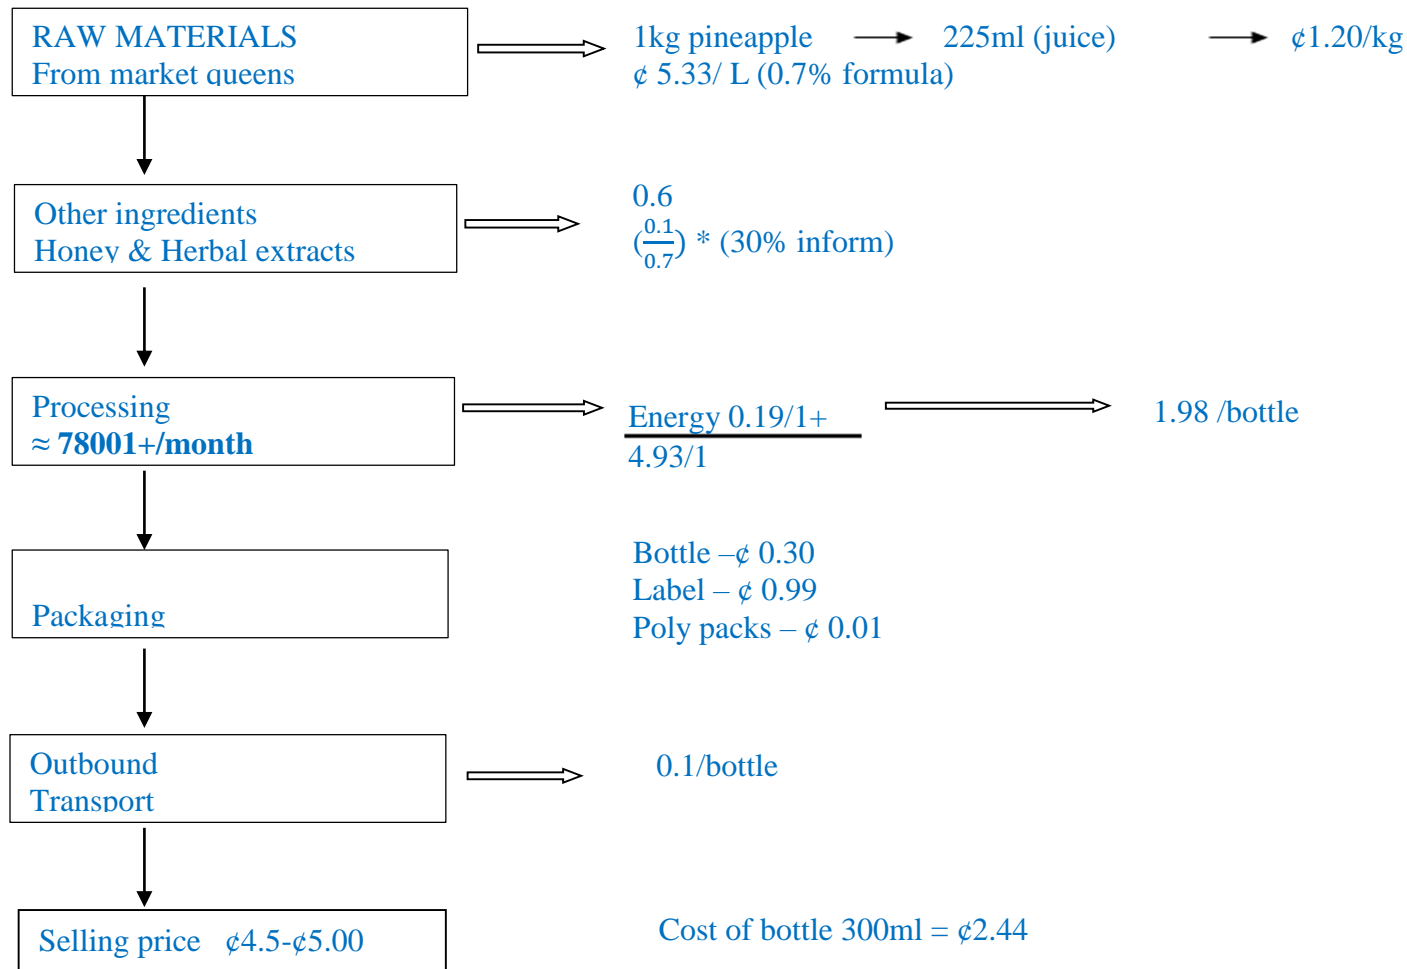 RAW MATERIALS
From market queens
1kg pineapple → 225ml (juice) → ¢1.20/kg
¢ 5.33/ L (0.7% formula)
Other ingredients
Honey & Herbal extracts
0.6
(0.1/0.7) * (30% inform)
Processing
≈ 78001+/month
Energy 0.19/1+
4.93/1
1.98 /bottle
Packaging
Bottle –¢ 0.30
Label – ¢ 0.99
Poly packs – ¢ 0.01
Outbound
Transport
0.1/bottle
Selling price ¢4.5-¢5.00
Cost of bottle 300ml = ¢2.44